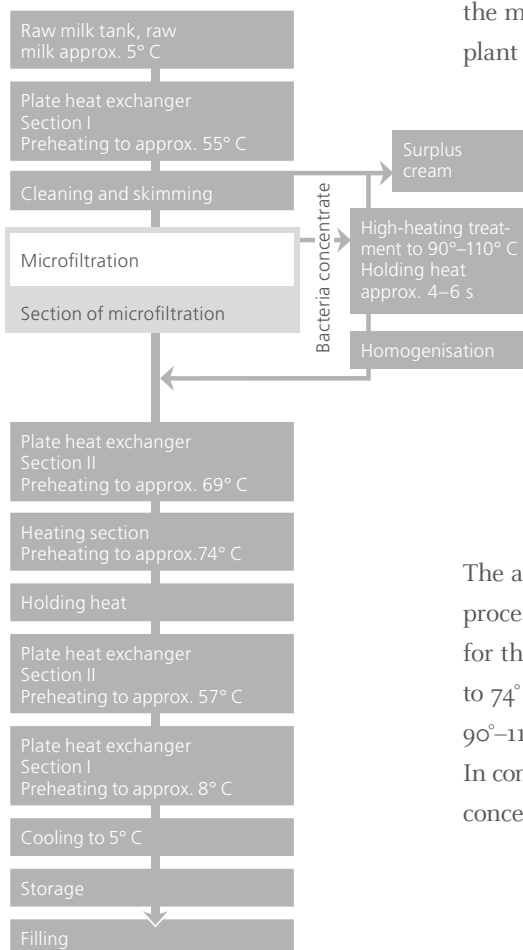 the m
plant
Raw milk tank, raw
milk approx. 5° C
Plate heat exchanger
Section I
Preheating to approx. 55° C
Cleaning and skimming
Surplus
cream
Microfiltration
Section of microfiltration
Bacteria concentrate
High-heating treat-
ment to 90°–110° C
Holding heat
approx. 4–6 s
Homogenisation
Plate heat exchanger
Section II
Preheating to approx. 69° C
Heating section
Preheating to approx.74° C
Holding heat
Plate heat exchanger
Section II
Preheating to approx. 57° C
Plate heat exchanger
Section I
Preheating to approx. 8° C
Cooling to 5° C
Storage
Filling
The a
proce
for th
to 74°
90°–11
In con
conce